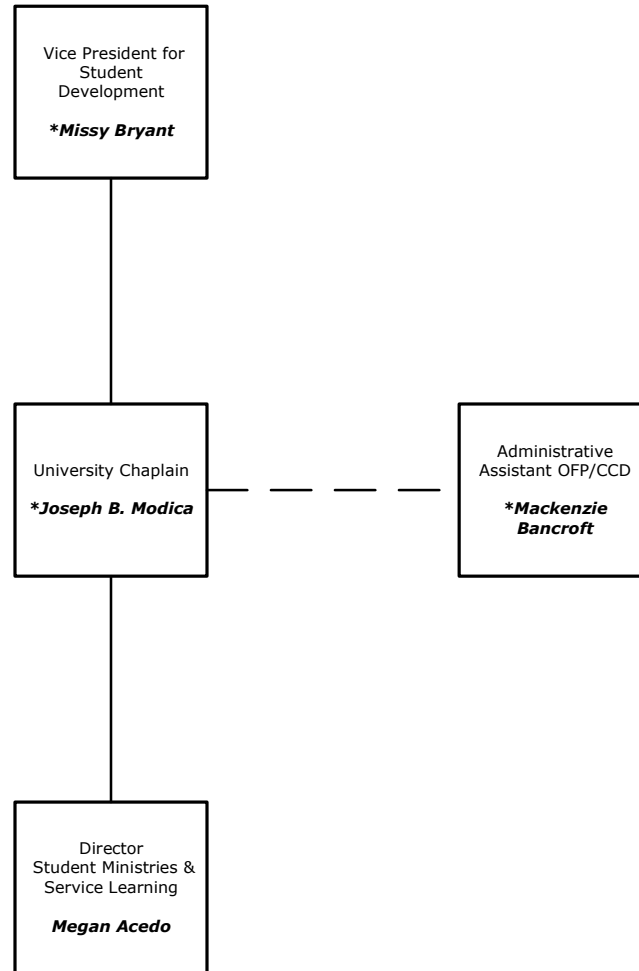 Vice President for
Student
Development
*Missy Bryant
University Chaplain
*Joseph B. Modica
Administrative
Assistant OFP/CCD
*Mackenzie
Bancroft
Director
Student Ministries &
Service Learning
Megan Acedo